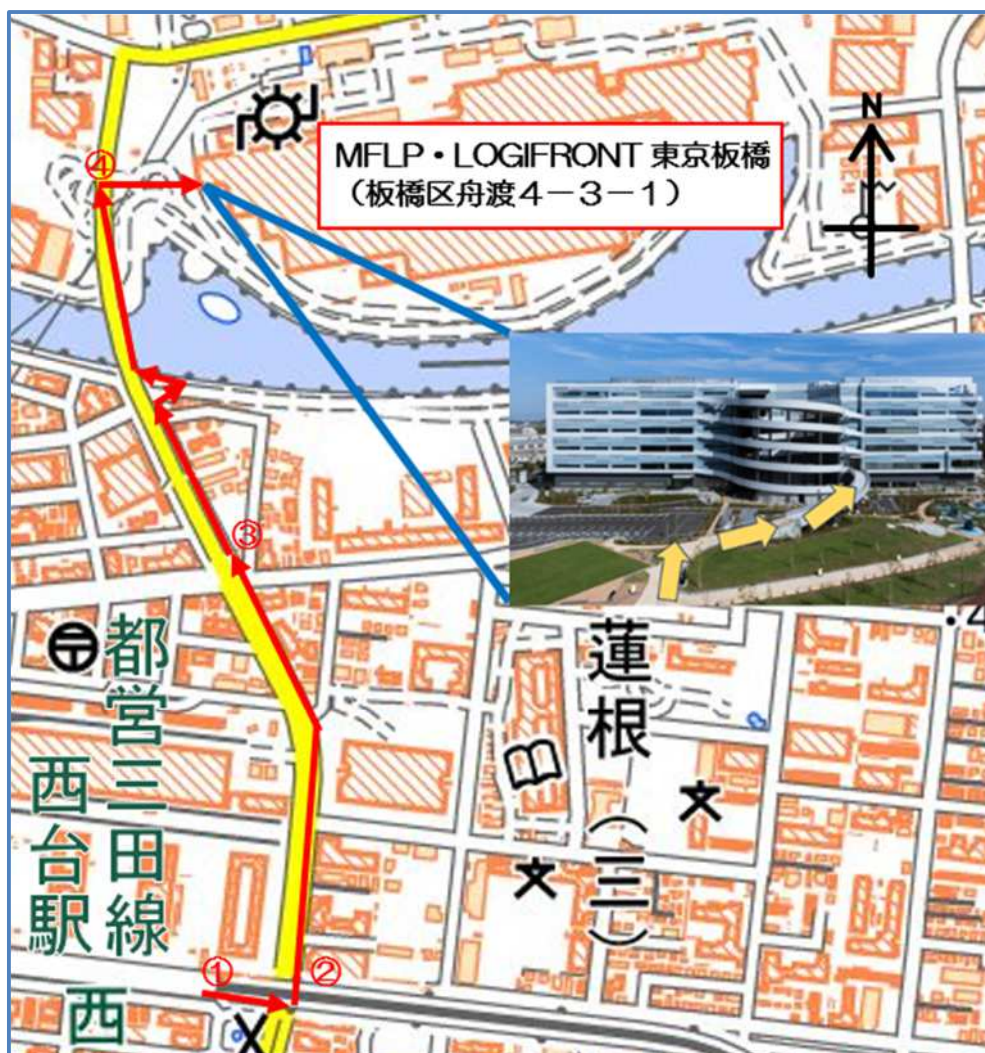 ④
MFLP・LOGIFRONT 東京板橋
（板橋区舟渡４－３－１）
N
③
都営三田線
西台駅
蓮根（三）
①
②
西
・4